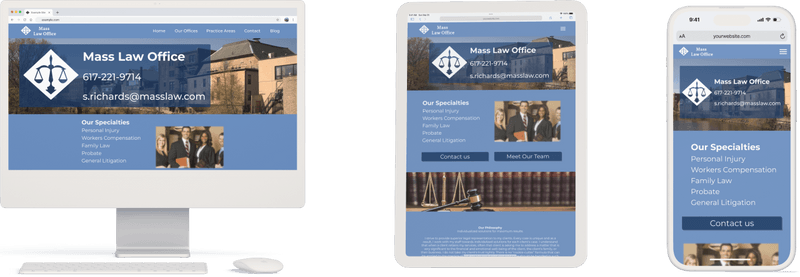 Mass
Law Office
Home
Our Offices
Practice Areas
Contact
Blog
Mass Law Office
617-221-9714
s.richards@masslaw.com
Our Specialties
Personal Injury
Workers Compensation
Family Law
Probate
General Litigation
Mass
Law Office
Mass Law Office
617-221-9714
s.richards@masslaw.com
Our Specialties
Personal Injury
Workers Compensation
Family Law
Probate
General Litigation
Contact us
Meet Our Team
Our Philosophy
9:41
AA
yourwebsite.com
Mass
Law Office
Mass Law Office
617-221-9714
s.richards@masslaw.com
Our Specialties
Personal Injury
Workers Compensation
Family Law
Probate
General Litigation
Contact us